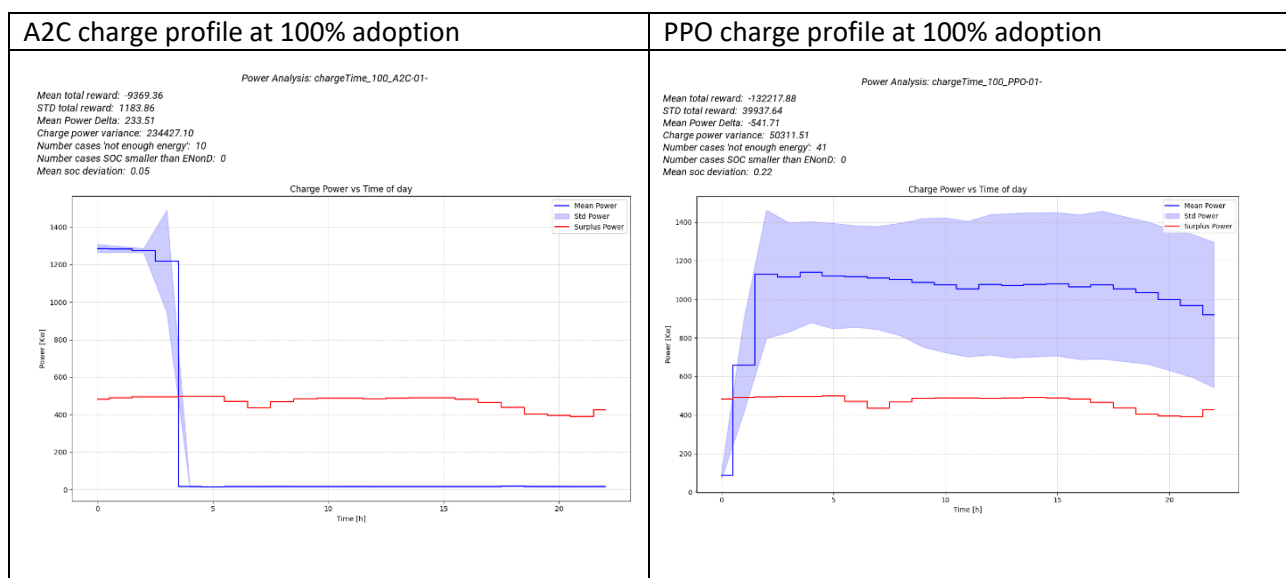 A2C charge profile at 100% adoption
Power Analysis: chargeTime_100_A2C-01-
Mean total reward: -9369.36
STD total reward: 1183.86
Mean Power Delta: 233.51
Charge power variance: 234427.10
Number cases 'not enough energy': 10
Number cases SOC smaller than ENonD: 0
Mean soc deviation: 0.05
Charge Power vs Time of day
Mean Power
Std Power
Surplus Power
Power [Kw]
1400
1200
1000
800
600
400
200
0
0
5
10
15
20
Time [h]
PPO charge profile at 100% adoption
Power Analysis: chargeTime_100_PPO-01-
Mean total reward: -132217.88
STD total reward: 39937.64
Mean Power Delta: -541.71
Charge power variance: 50311.51
Number cases 'not enough energy': 41
Number cases SOC smaller than ENonD: 0
Mean soc deviation: 0.22
Charge Power vs Time of day
Mean Power
Std Power
Surplus Power
Power [Kw]
1400
1200
1000
800
600
400
200
0
0
5
10
15
20
Time [h]